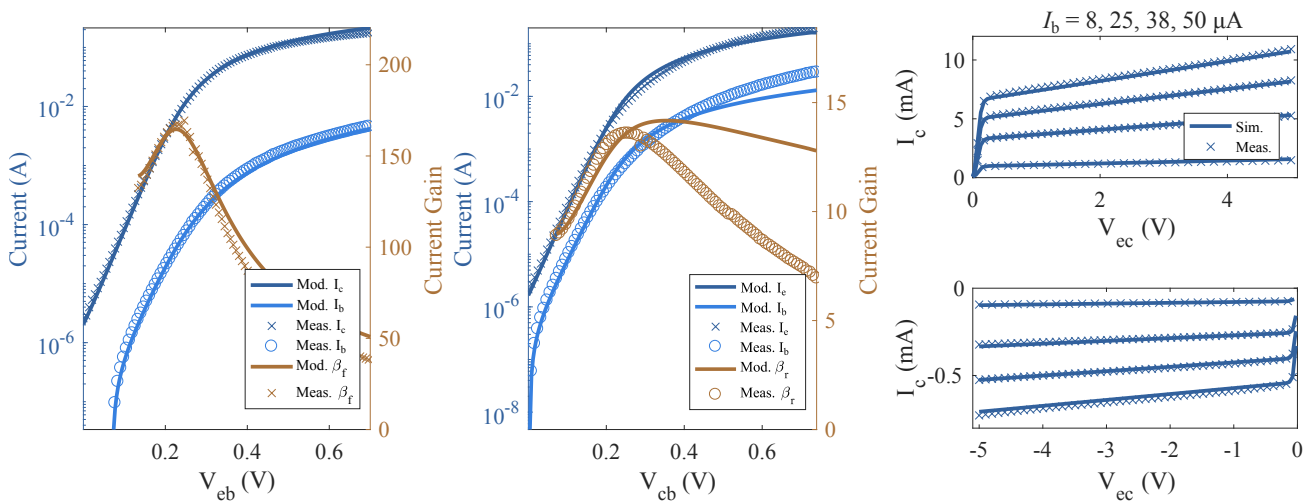 Current (A)
10^-2
10^-4
10^-6
200
150
100
50
0
Current Gain
Mod. I_c
Mod. I_b
Meas. I_c
Meas. I_b
Mod. β_f
Meas. β_f
0.2 0.4 0.6
V_eb (V)
Current (A)
10^-2
10^-4
10^-6
10^-8
15
10
5
0
Current Gain
Mod. I_e
Mod. I_b
Meas. I_e
Meas. I_b
Mod. β_r
Meas. β_r
0.2 0.4 0.6
V_cb (V)
I_b = 8, 25, 38, 50 μA
I_c (mA)
10
5
0
Sim.
Meas.
0 2 4
V_ec (V)
I_c (mA)
0
-0.5
-5 -4 -3 -2 -1 0
V_ec (V)